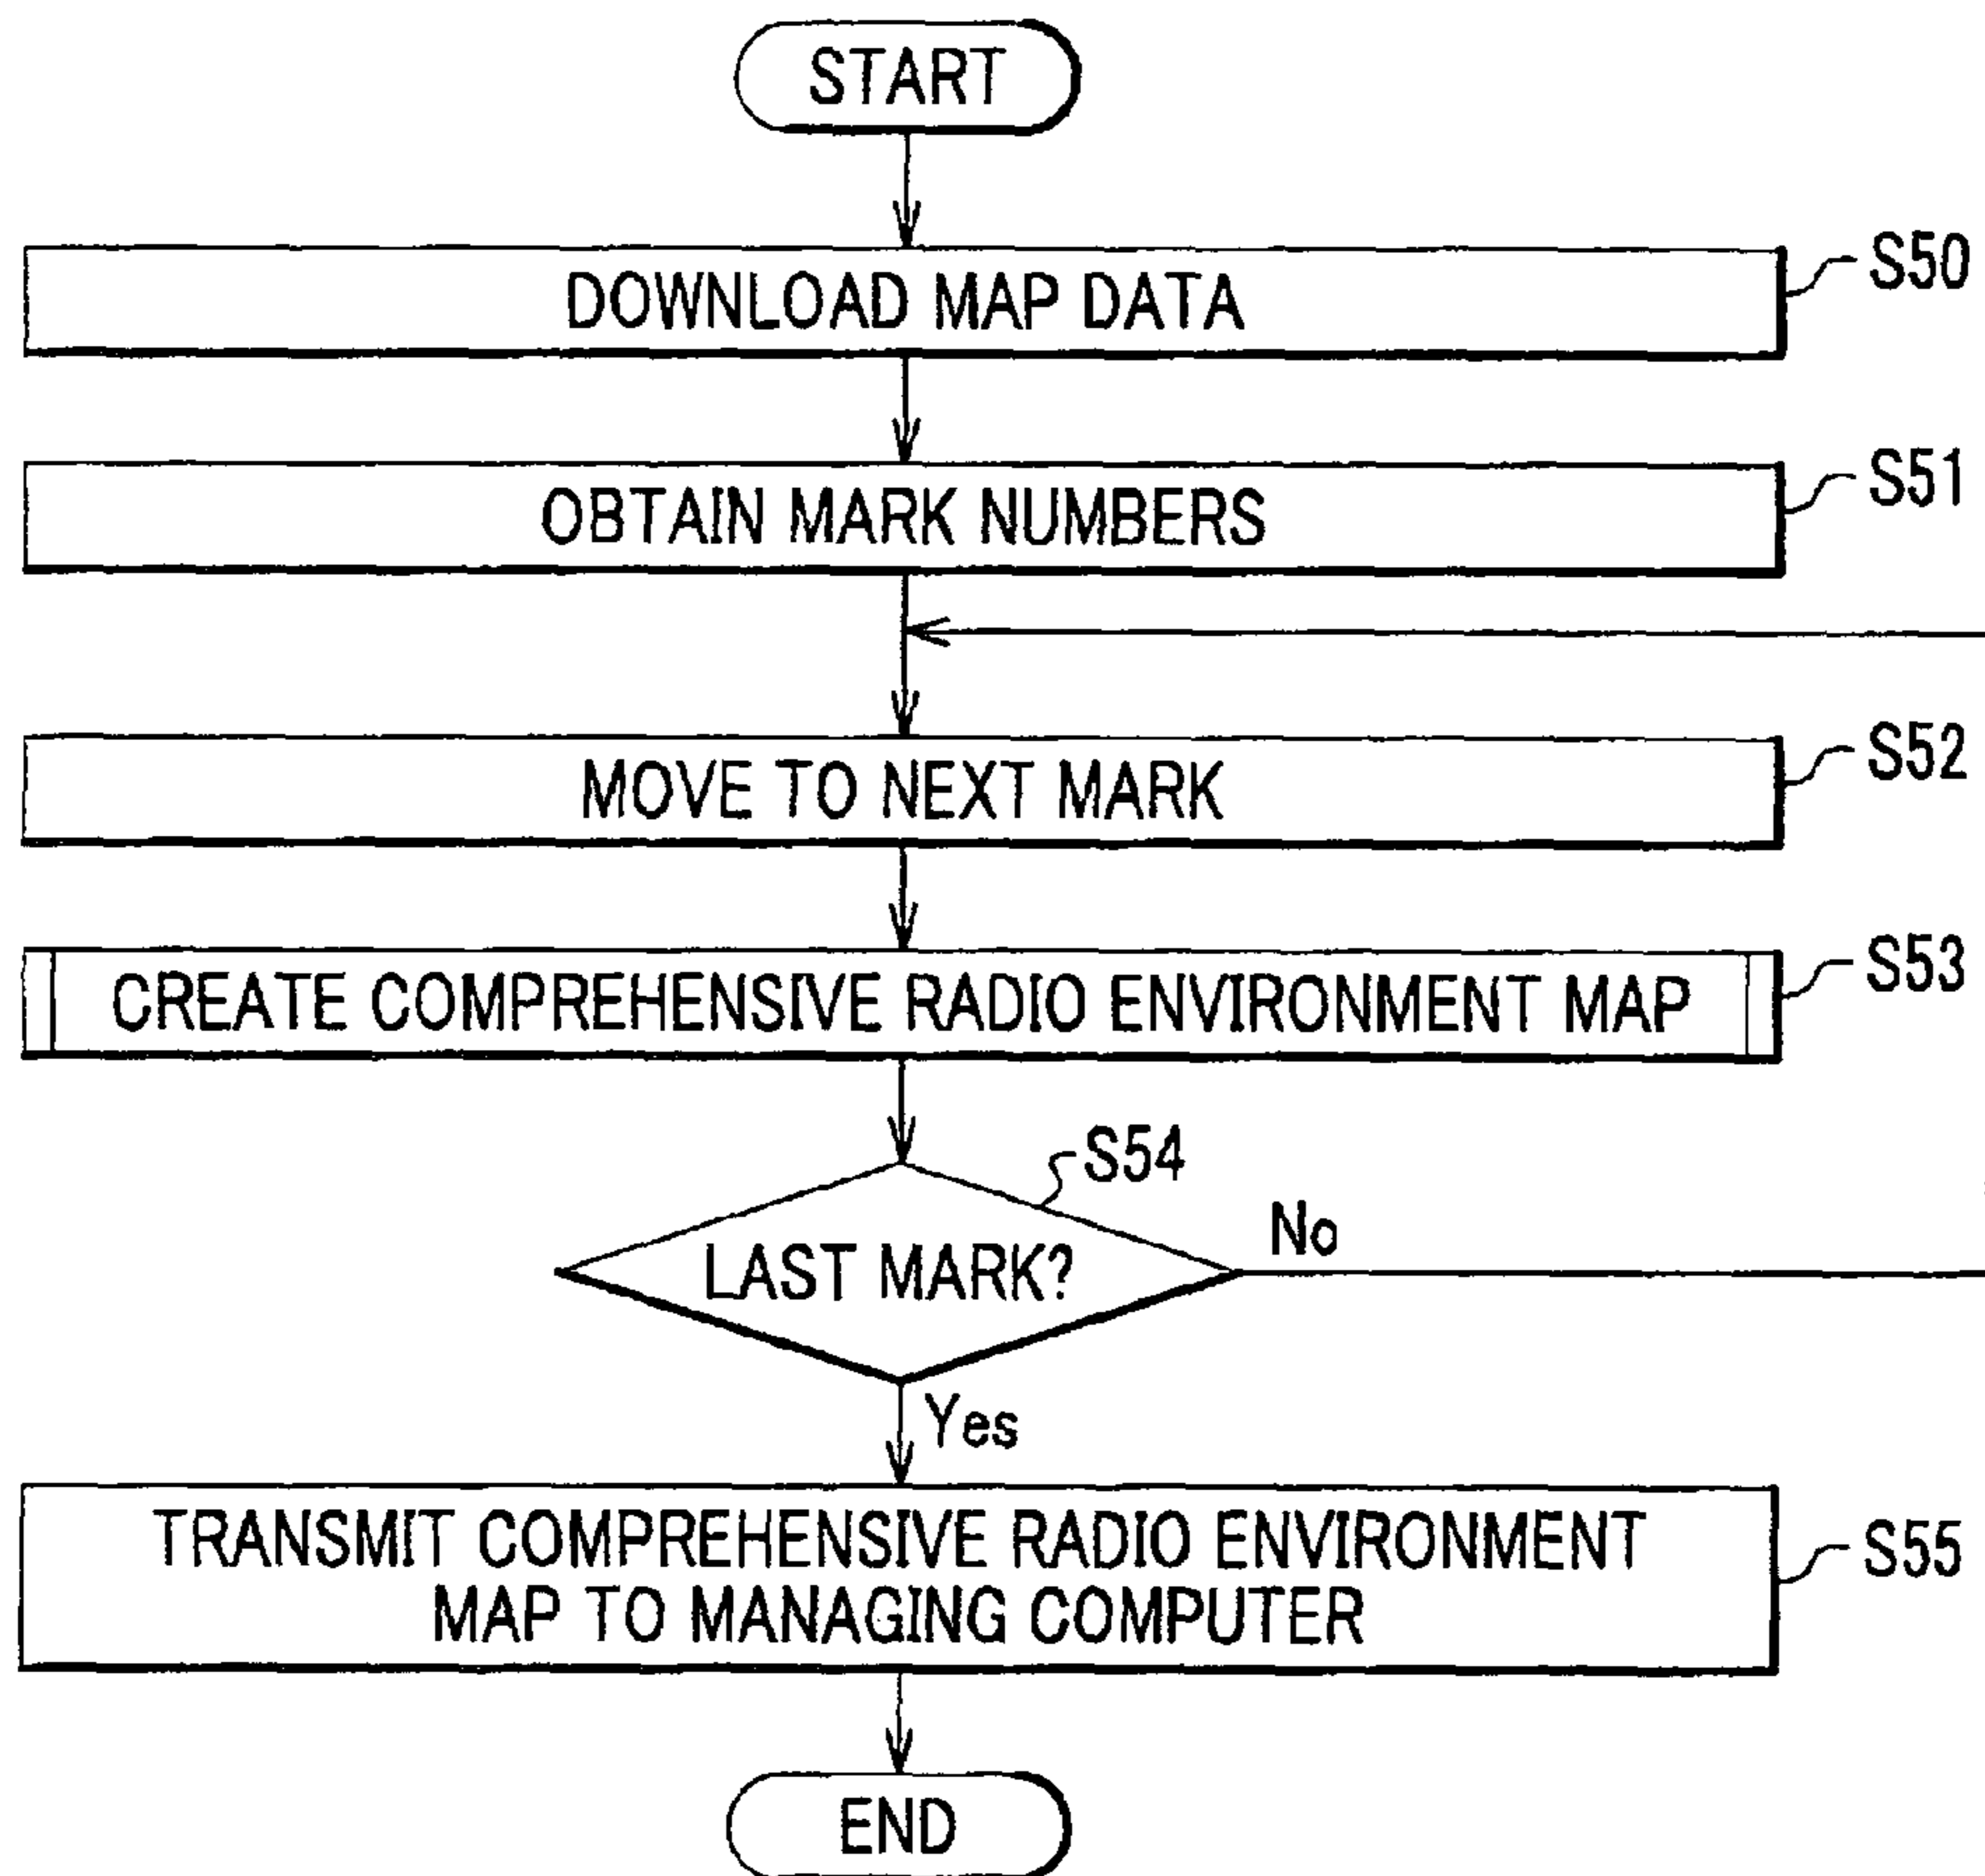 START
DOWNLOAD MAP DATA
S50
OBTAIN MARK NUMBERS
S51
MOVE TO NEXT MARK
S52
CREATE COMPREHENSIVE RADIO ENVIRONMENT MAP
S53
S54
LAST MARK?
No
Yes
TRANSMIT COMPREHENSIVE RADIO ENVIRONMENT
MAP TO MANAGING COMPUTER
S55
END